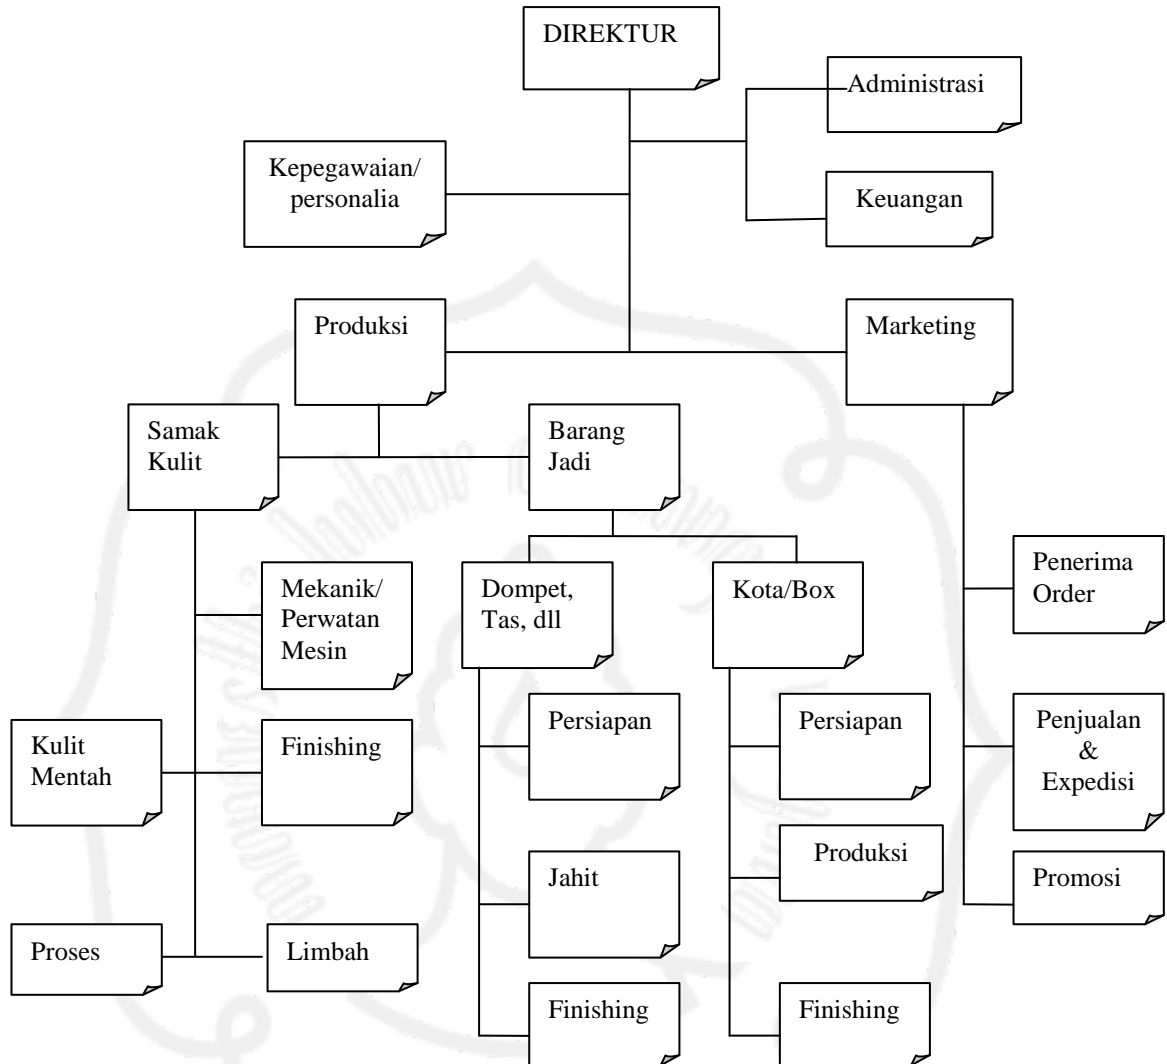 DIREKTUR
Administrasi
Kepegawaian/
personalia
Keuangan
Produksi
Marketing
Samak
Kulit
Barang
Jadi
Mekanik/
Perwatan
Mesin
Dompet,
Tas, dll
Kota/Box
Penerima
Order
Kulit
Mentah
Finishing
Persiapan
Persiapan
Penjualan
&
Expedisi
Jahit
Produksi
Promosi
Proses
Limbah
Finishing
Finishing